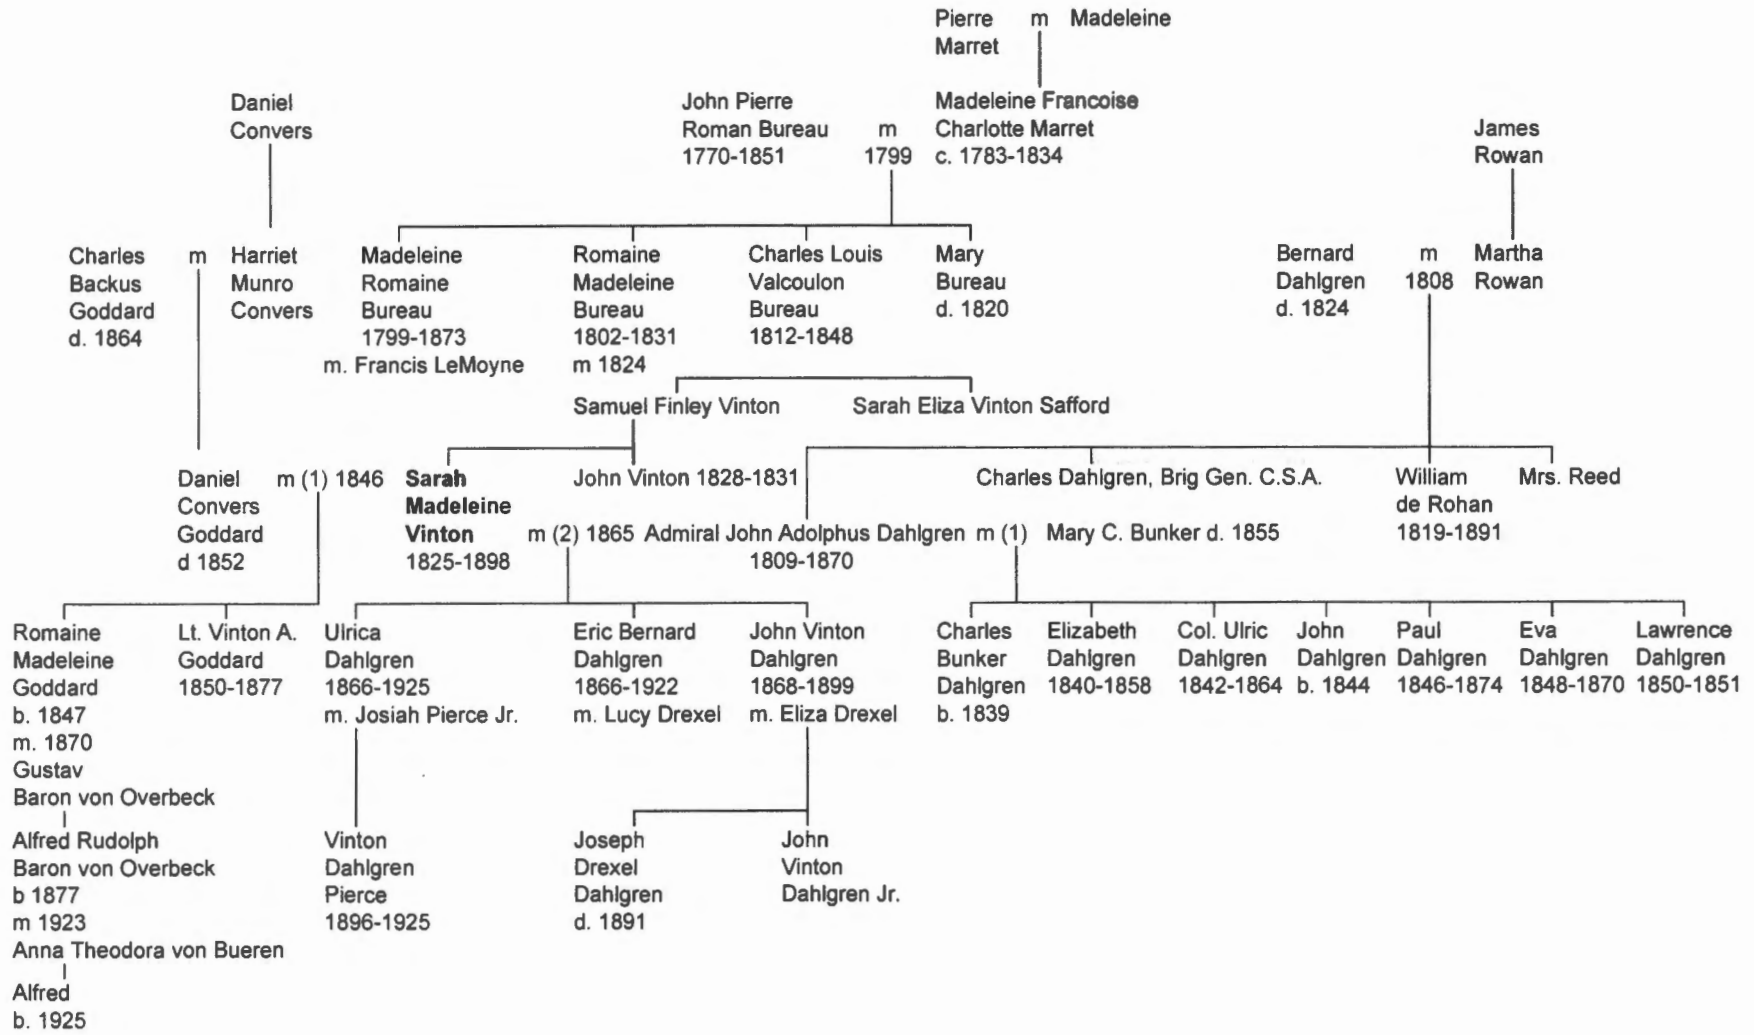 Pierre m Madeleine
Marret
Daniel
Convers
John Pierre
Roman Bureau m
1770-1851 1799
Madeleine Francoise
Charlotte Marret
c. 1783-1834
James
Rowan
Charles m Harriet
Backus Munro
Goddard Convers
d. 1864
Madeleine
Romaine
Bureau
1799-1873
m. Francis LeMoyne
Romaine
Madeleine
Bureau
1802-1831
m 1824
Charles Louis
Valcoulon
Bureau
1812-1848
Mary
Bureau
d. 1820
Bernard m Martha
Dahlgren 1808 Rowan
d. 1824
Samuel Finley Vinton
Sarah Eliza Vinton Safford
Daniel m (1) 1846
Convers
Goddard
d 1852
Sarah
Madeleine
Vinton
1825-1898
John Vinton 1828-1831
Charles Dahlgren, Brig Gen. C.S.A.
William
de Rohan
1819-1891
Mrs. Reed
m (2) 1865 Admiral John Adolphus Dahlgren m (1) Mary C. Bunker d. 1855
1809-1870
Romaine
Madeleine
Goddard
b. 1847
m. 1870
Gustav
Baron von Overbeck
Lt. Vinton A.
Goddard
1850-1877
Ulrica
Dahlgren
1866-1925
m. Josiah Pierce Jr.
Eric Bernard
Dahlgren
1866-1922
m. Lucy Drexel
John Vinton
Dahlgren
1868-1899
m. Eliza Drexel
Charles
Bunker
Dahlgren
b. 1839
Elizabeth
Dahlgren
1840-1858
Col. Ulric
Dahlgren
1842-1864
John
Dahlgren
b. 1844
Paul
Dahlgren
1846-1874
Eva
Dahlgren
1848-1870
Lawrence
Dahlgren
1850-1851
Alfred Rudolph
Baron von Overbeck
b 1877
m 1923
Anna Theodora von Bueren
Vinton
Dahlgren
Pierce
1896-1925
Joseph
Drexel
Dahlgren
d. 1891
John
Vinton
Dahlgren Jr.
Alfred
b. 1925